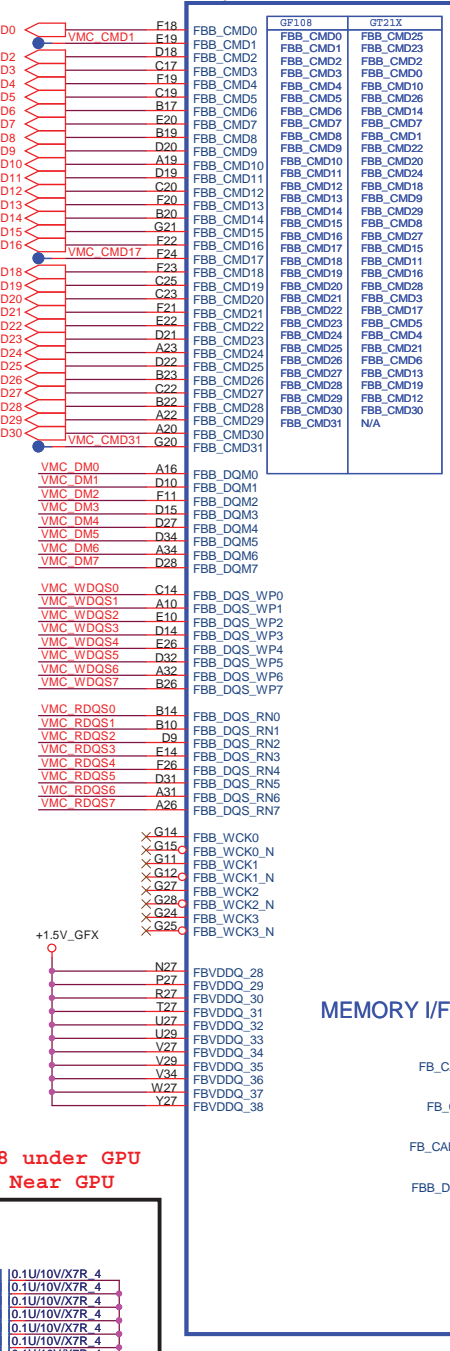 GF108 GT21X
D0 F18 FBB_CMD0 FBB_CMD0 FBB_CMD25
VMC_CMD1 E19 FBB_CMD1 FBB_CMD1 FBB_CMD23
D2 D18 FBB_CMD2 FBB_CMD2 FBB_CMD2
D3 C17 FBB_CMD3 FBB_CMD3 FBB_CMD0
D4 F19 FBB_CMD4 FBB_CMD4 FBB_CMD10
D5 C19 FBB_CMD5 FBB_CMD5 FBB_CMD26
D6 B17 FBB_CMD6 FBB_CMD6 FBB_CMD14
D7 E20 FBB_CMD7 FBB_CMD7 FBB_CMD7
D8 B19 FBB_CMD8 FBB_CMD8 FBB_CMD1
D9 D20 FBB_CMD9 FBB_CMD9 FBB_CMD22
D10 A19 FBB_CMD10 FBB_CMD10 FBB_CMD20
D11 D19 FBB_CMD11 FBB_CMD11 FBB_CMD24
D12 C20 FBB_CMD12 FBB_CMD12 FBB_CMD18
D13 F20 FBB_CMD13 FBB_CMD13 FBB_CMD9
D14 B20 FBB_CMD14 FBB_CMD14 FBB_CMD29
D15 G21 FBB_CMD15 FBB_CMD15 FBB_CMD8
D16 F22 FBB_CMD16 FBB_CMD16 FBB_CMD27
VMC_CMD17 F24 FBB_CMD17 FBB_CMD17 FBB_CMD15
D18 F23 FBB_CMD18 FBB_CMD18 FBB_CMD11
D19 C25 FBB_CMD19 FBB_CMD19 FBB_CMD16
D20 C23 FBB_CMD20 FBB_CMD20 FBB_CMD28
D21 F21 FBB_CMD21 FBB_CMD21 FBB_CMD3
D22 E22 FBB_CMD22 FBB_CMD22 FBB_CMD17
D23 D21 FBB_CMD23 FBB_CMD23 FBB_CMD5
D24 A23 FBB_CMD24 FBB_CMD24 FBB_CMD4
D25 D22 FBB_CMD25 FBB_CMD25 FBB_CMD21
D26 B23 FBB_CMD26 FBB_CMD26 FBB_CMD6
D27 C22 FBB_CMD27 FBB_CMD27 FBB_CMD13
D28 B22 FBB_CMD28 FBB_CMD28 FBB_CMD19
D29 A22 FBB_CMD29 FBB_CMD29 FBB_CMD12
D30 A20 FBB_CMD30 FBB_CMD30 FBB_CMD30
VMC_CMD31 G20 FBB_CMD31 FBB_CMD31 N/A
VMC_DM0 A16 FBB_DQM0
VMC_DM1 D10 FBB_DQM1
VMC_DM2 F11 FBB_DQM2
VMC_DM3 D15 FBB_DQM3
VMC_DM4 D27 FBB_DQM4
VMC_DM5 D34 FBB_DQM5
VMC_DM6 A34 FBB_DQM6
VMC_DM7 D28 FBB_DQM7
VMC_WDQS0 C14 FBB_DQS_WP0
VMC_WDQS1 A10 FBB_DQS_WP1
VMC_WDQS2 E10 FBB_DQS_WP2
VMC_WDQS3 D14 FBB_DQS_WP3
VMC_WDQS4 E26 FBB_DQS_WP4
VMC_WDQS5 D32 FBB_DQS_WP5
VMC_WDQS6 A32 FBB_DQS_WP6
VMC_WDQS7 B26 FBB_DQS_WP7
VMC_RDQS0 B14 FBB_DQS_RN0
VMC_RDQS1 B10 FBB_DQS_RN1
VMC_RDQS2 D9 FBB_DQS_RN2
VMC_RDQS3 E14 FBB_DQS_RN3
VMC_RDQS4 F26 FBB_DQS_RN4
VMC_RDQS5 D31 FBB_DQS_RN5
VMC_RDQS6 A31 FBB_DQS_RN6
VMC_RDQS7 A26 FBB_DQS_RN7
G14 FBB_WCK0
G15 FBB_WCK0_N
G11 FBB_WCK1
G12 FBB_WCK1_N
G27 FBB_WCK2
G28 FBB_WCK2_N
G24 FBB_WCK3
G25 FBB_WCK3_N
+1.5V_GFX
N27 FBVDDQ_28
P27 FBVDDQ_29
R27 FBVDDQ_30
T27 FBVDDQ_31
U27 FBVDDQ_32
U29 FBVDDQ_33
V27 FBVDDQ_34
V29 FBVDDQ_35
V34 FBVDDQ_36
W27 FBVDDQ_37
Y27 FBVDDQ_38
MEMORY I/F
FB_C
FB_
FB_CA
FBB_D
8 under GPU
Near GPU
0.1U/10V/X7R_4
0.1U/10V/X7R_4
0.1U/10V/X7R_4
0.1U/10V/X7R_4
0.1U/10V/X7R_4
0.1U/10V/X7R_4